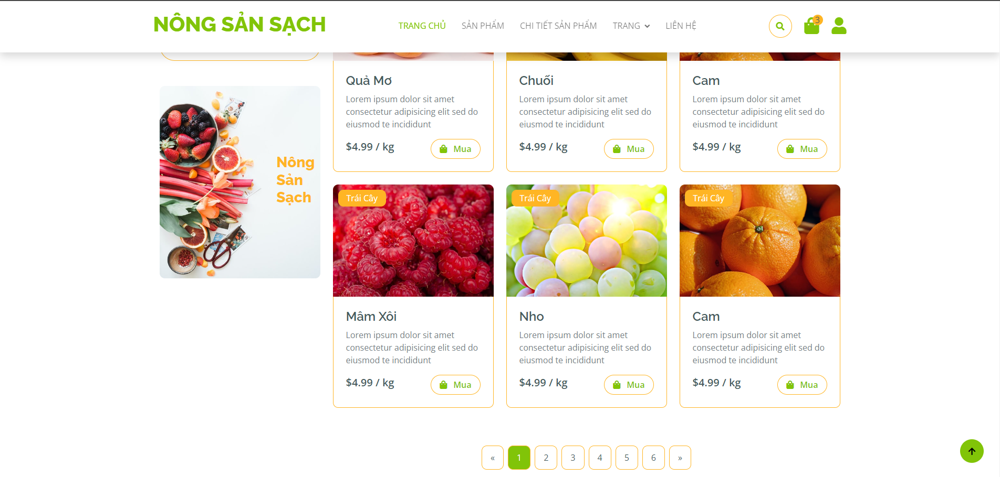 NÔNG SẢN SẠCH
TRANG CHỦ
SẢN PHẨM
CHI TIẾT SẢN PHẨM
TRANG
LIÊN HỆ
3
Nông
Sản
Sạch
Quả Mơ
Lorem ipsum dolor sit amet
consectetur adipisicing elit sed do
eiusmod te incididunt
$4.99 / kg
Mua
Chuối
Lorem ipsum dolor sit amet
consectetur adipisicing elit sed do
eiusmod te incididunt
$4.99 / kg
Mua
Cam
Lorem ipsum dolor sit amet
consectetur adipisicing elit sed do
eiusmod te incididunt
$4.99 / kg
Mua
Trái Cây
Mâm Xôi
Lorem ipsum dolor sit amet
consectetur adipisicing elit sed do
eiusmod te incididunt
$4.99 / kg
Mua
Trái Cây
Nho
Lorem ipsum dolor sit amet
consectetur adipisicing elit sed do
eiusmod te incididunt
$4.99 / kg
Mua
Trái Cây
Cam
Lorem ipsum dolor sit amet
consectetur adipisicing elit sed do
eiusmod te incididunt
$4.99 / kg
Mua
« 1 2 3 4 5 6 »